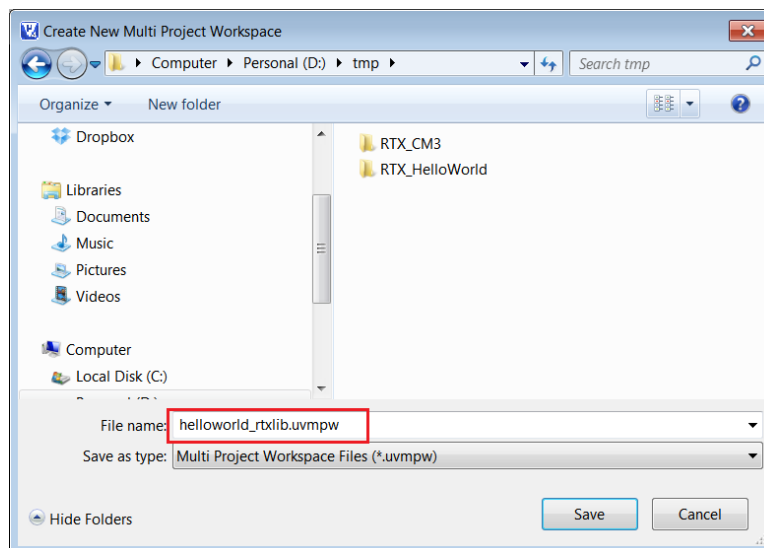 Create New Multi Project Workspace
Computer Personal (D:) tmp Search tmp
Organize New folder
Dropbox
Libraries
Documents
Music
Pictures
Videos
Computer
Local Disk (C:)
RTX_CM3
RTX_HelloWorld
File name: helloworld_rtxlib.uvmpw
Save as type: Multi Project Workspace Files (*.uvmpw)
Hide Folders Save Cancel